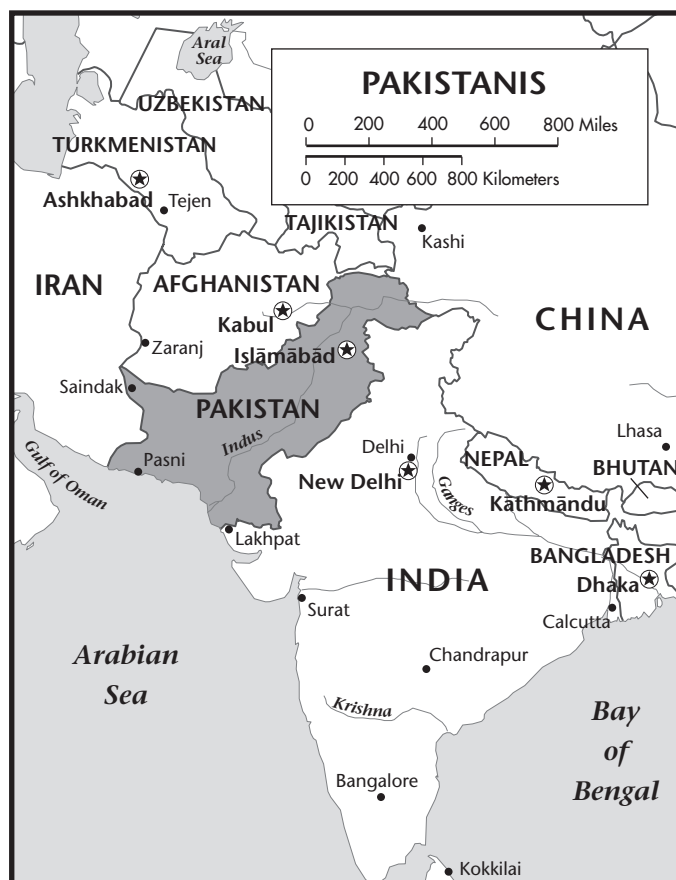 Aral
Sea
PAKISTANIS
0 200 400 600 800 Miles
0 200 400 600 800 Kilometers
UZBEKISTAN
TURKMENISTAN
Ashkhabad
Tejen
TAJIKISTAN
Kashi
IRAN
AFGHANISTAN
Kabul
CHINA
Zaranj
Islāmābād
Saindak
PAKISTAN
Indus
Gulf of Oman
Pasni
Delhi
New Delhi
Ganges
NEPAL
Kāthmāndu
Lhasa
BHUTAN
Lakhpat
BANGLADESH
Dhaka
INDIA
Surat
Calcutta
Arabian
Sea
Chandrapur
Krishna
Bay
of
Bengal
Bangalore
Kokkilai